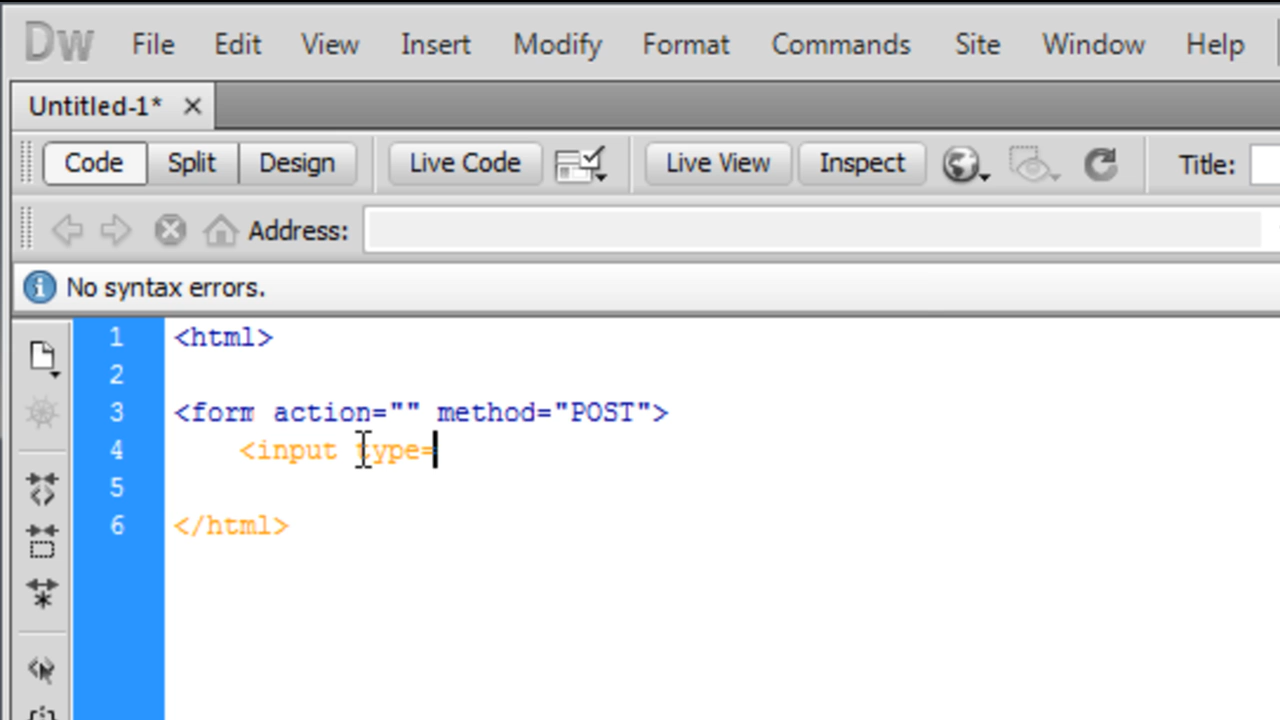 Dw File Edit View Insert Modify Format Commands Site Window Help
Untitled-1* ×
Code Split Design Live Code Live View Inspect Title:
Address:
No syntax errors.
1 <html>
2
3 <form action="" method="POST">
4 <input type=
5
6 </html>